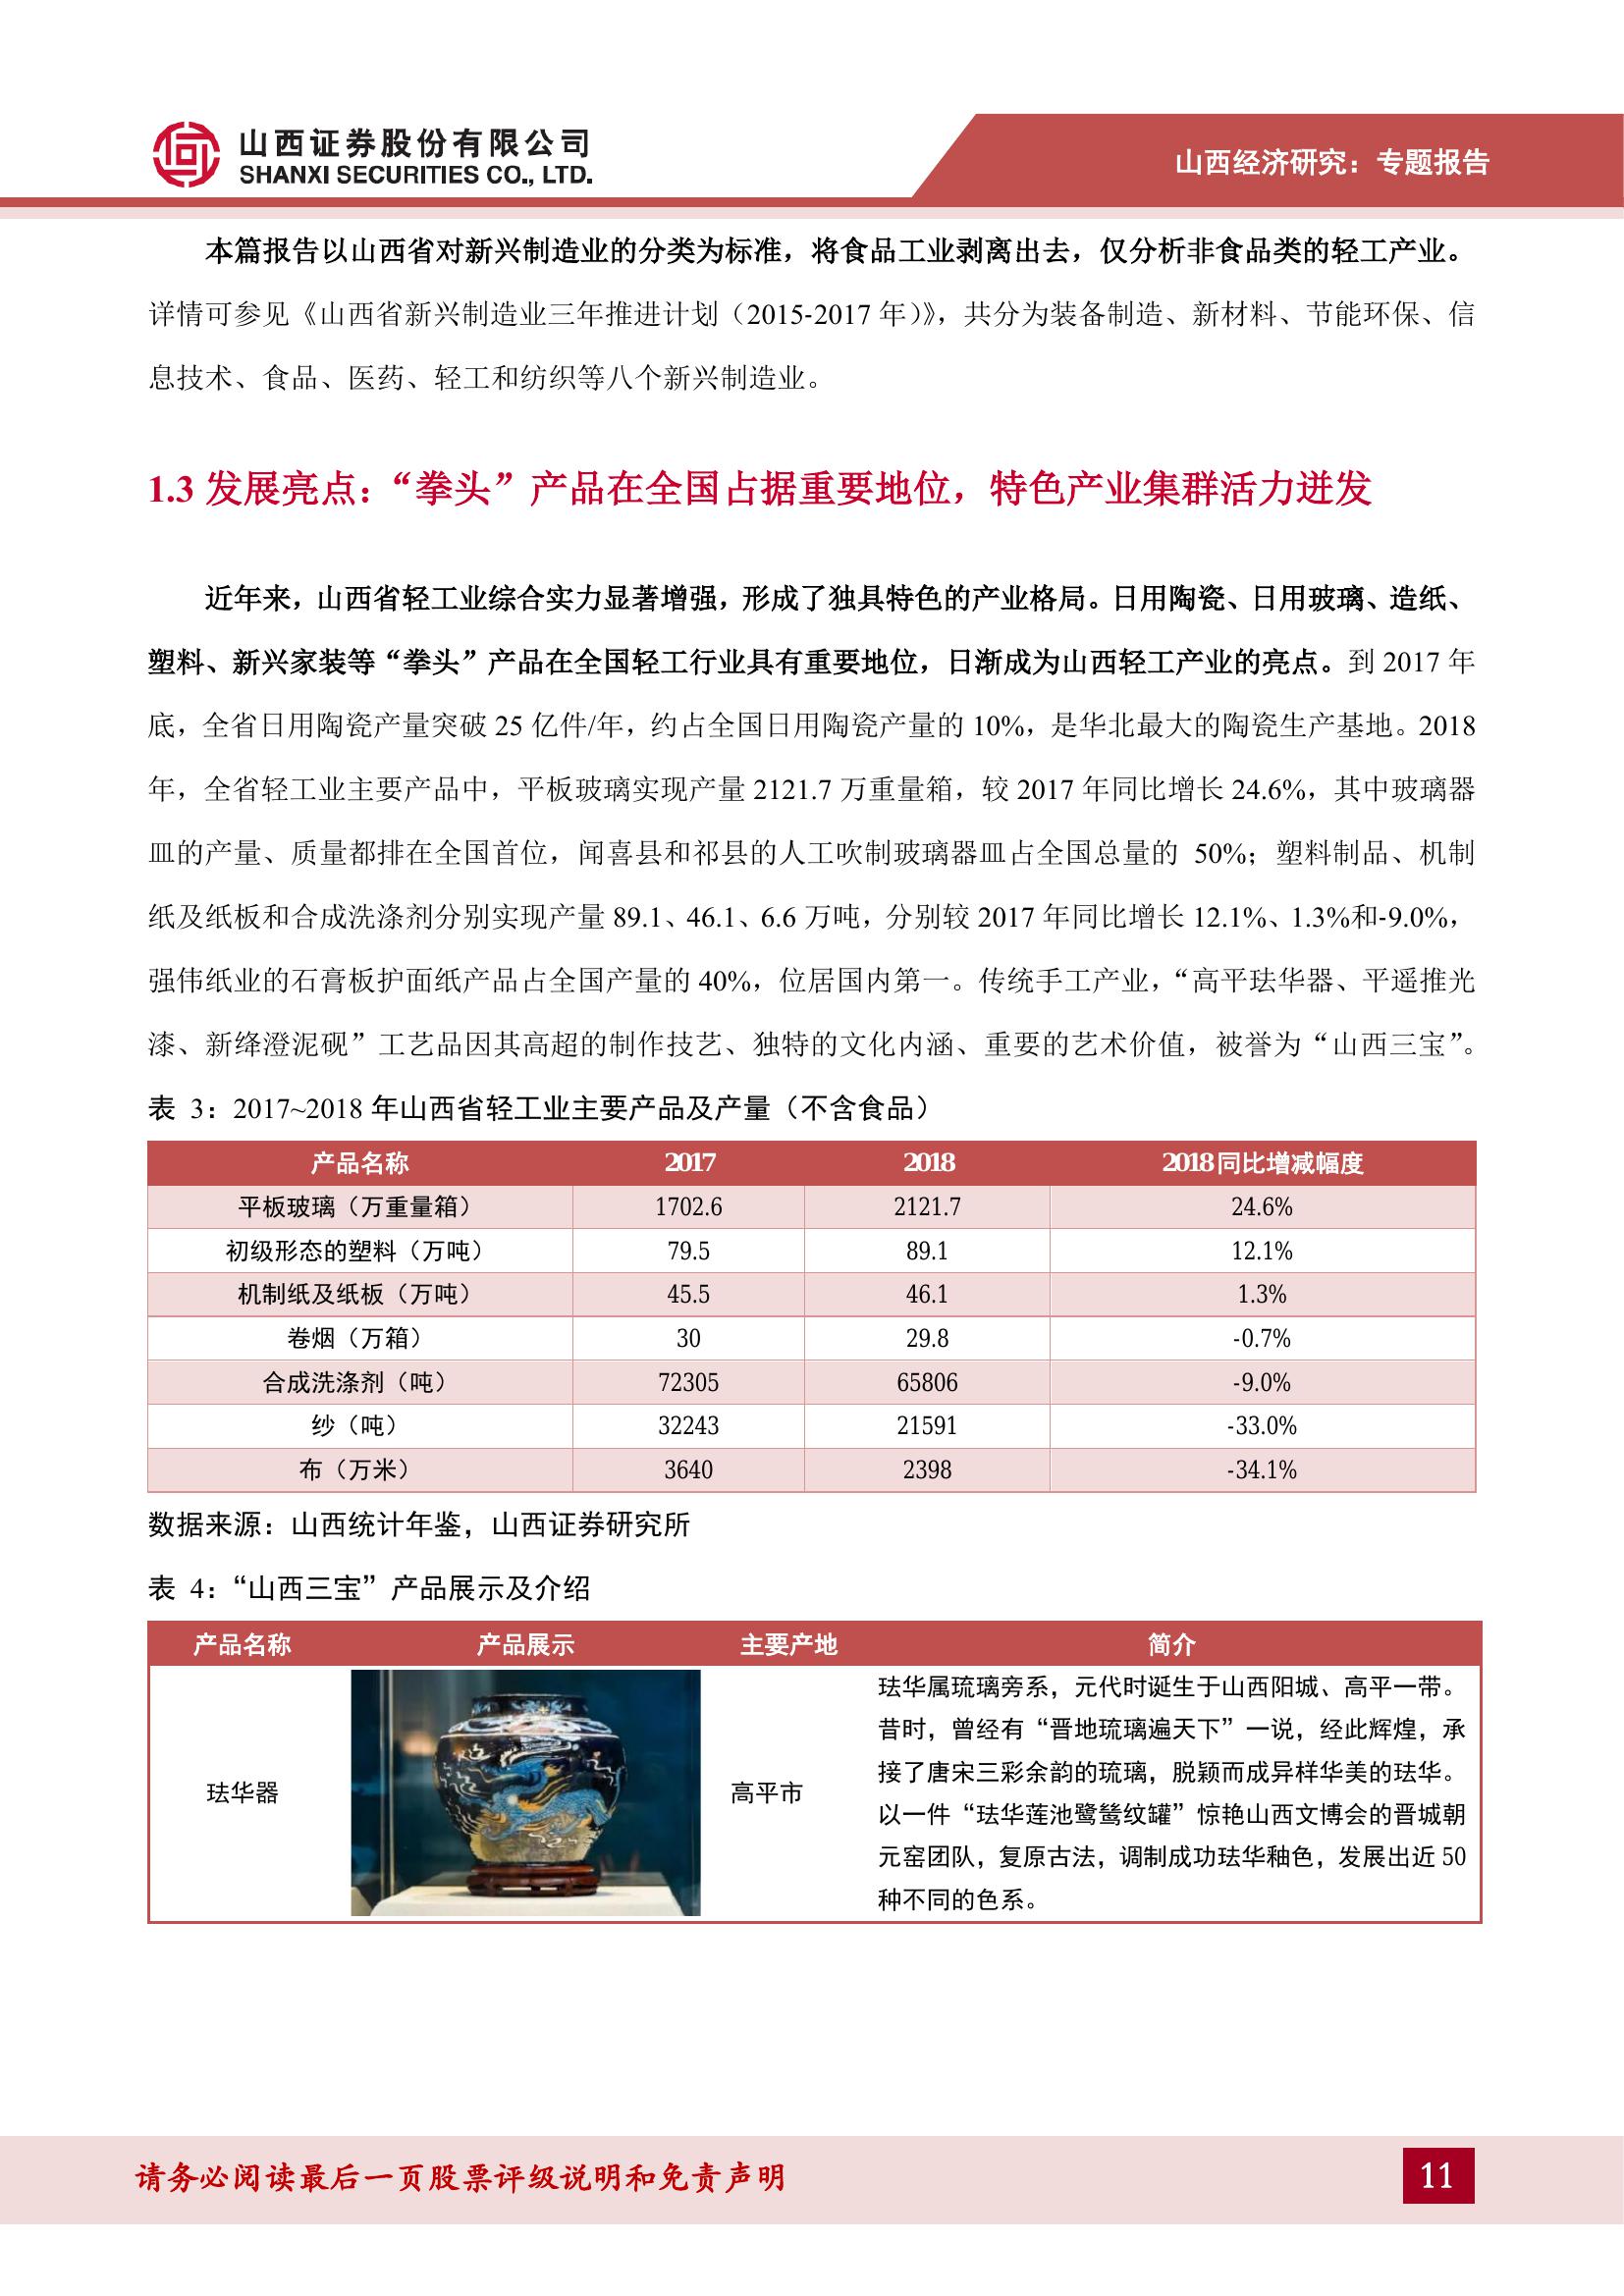 山西证券股份有限公司
SHANXI SECURITIES CO., LTD.
山西经济研究：专题报告
本篇报告以山西省对新兴制造业的分类为标准，将食品工业剥离出去，仅分析非食品类的轻工产业。
详情可参见《山西省新兴制造业三年推进计划（2015-2017 年）》，共分为装备制造、新材料、节能环保、信
息技术、食品、医药、轻工和纺织等八个新兴制造业。
1.3 发展亮点：“拳头”产品在全国占据重要地位，特色产业集群活力迸发
近年来，山西省轻工业综合实力显著增强，形成了独具特色的产业格局。日用陶瓷、日用玻璃、造纸、
塑料、新兴家装等“拳头”产品在全国轻工行业具有重要地位，日渐成为山西轻工产业的亮点。到 2017 年
底，全省日用陶瓷产量突破 25 亿件/年，约占全国日用陶瓷产量的 10%，是华北最大的陶瓷生产基地。2018
年，全省轻工业主要产品中，平板玻璃实现产量 2121.7 万重量箱，较 2017 年同比增长 24.6%，其中玻璃器
皿的产量、质量都排在全国首位，闻喜县和祁县的人工吹制玻璃器皿占全国总量的 50%；塑料制品、机制
纸及纸板和合成洗涤剂分别实现产量 89.1、46.1、6.6 万吨，分别较 2017 年同比增长 12.1%、1.3%和-9.0%，
强伟纸业的石膏板护面纸产品占全国产量的 40%，位居国内第一。传统手工产业，“高平珐华器、平遥推光
漆、新绛澄泥砚”工艺品因其高超的制作技艺、独特的文化内涵、重要的艺术价值，被誉为“山西三宝”。
表 3：2017~2018 年山西省轻工业主要产品及产量（不含食品）
产品名称 2017 2018 2018同比增减幅度
平板玻璃（万重量箱） 1702.6 2121.7 24.6%
初级形态的塑料（万吨） 79.5 89.1 12.1%
机制纸及纸板（万吨） 45.5 46.1 1.3%
卷烟（万箱） 30 29.8 -0.7%
合成洗涤剂（吨） 72305 65806 -9.0%
纱（吨） 32243 21591 -33.0%
布（万米） 3640 2398 -34.1%
数据来源：山西统计年鉴，山西证券研究所
表 4：“山西三宝”产品展示及介绍
产品名称 产品展示 主要产地 简介
珐华器 高平市
珐华属琉璃旁系，元代时诞生于山西阳城、高平一带。
昔时，曾经有“晋地琉璃遍天下”一说，经此辉煌，承
接了唐宋三彩余韵的琉璃，脱颖而成异样华美的珐华。
以一件“珐华莲池鹭鸶纹罐”惊艳山西文博会的晋城朝
元窑团队，复原古法，调制成功珐华釉色，发展出近 50
种不同的色系。
请务必阅读最后一页股票评级说明和免责声明
11